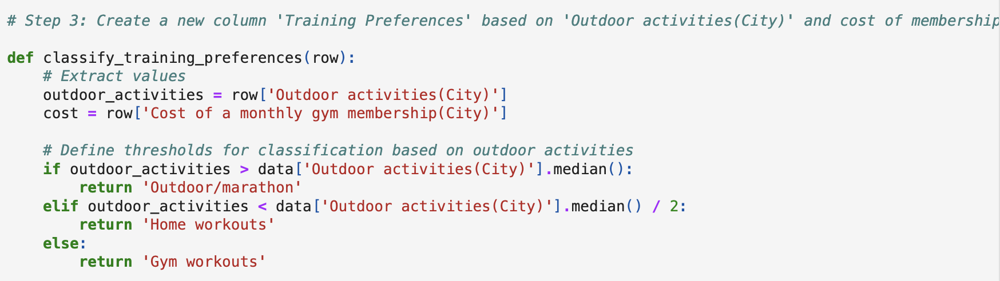 # Step 3: Create a new column 'Training Preferences' based on 'Outdoor activities(City)' and cost of membership
def classify_training_preferences(row):
    # Extract values
    outdoor_activities = row['Outdoor activities(City)']
    cost = row['Cost of a monthly gym membership(City)']
    # Define thresholds for classification based on outdoor activities
    if outdoor_activities > data['Outdoor activities(City)'].median():
        return 'Outdoor/marathon'
    elif outdoor_activities < data['Outdoor activities(City)'].median() / 2:
        return 'Home workouts'
    else:
        return 'Gym workouts'